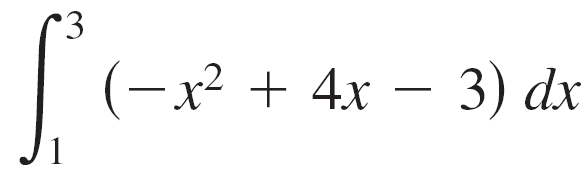 ∫₁³ (−x² + 4x − 3) dx